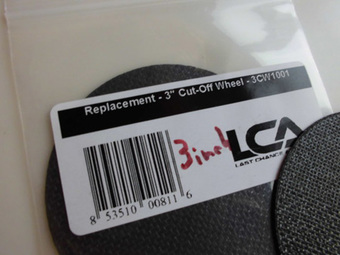 Replacement - 3" Cut-Off Wheel - 3CW1001
3inch
LCA
LAST CHANCE
8 53510 00811 6